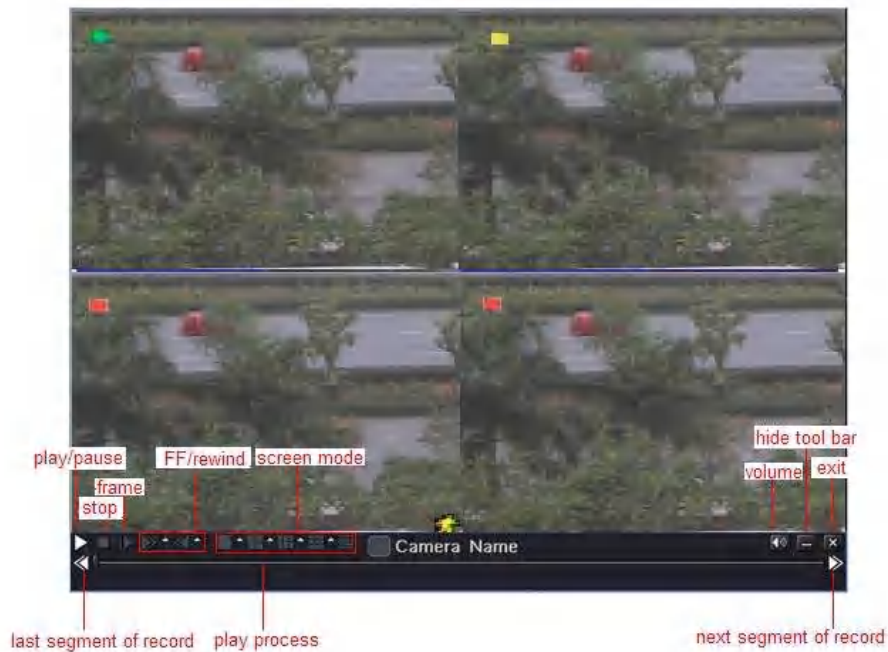 hide tool bar
play/pause
FF/rewind
screen mode
volume
exit
frame
stop
Camera Name
last segment of record
play process
next segment of record